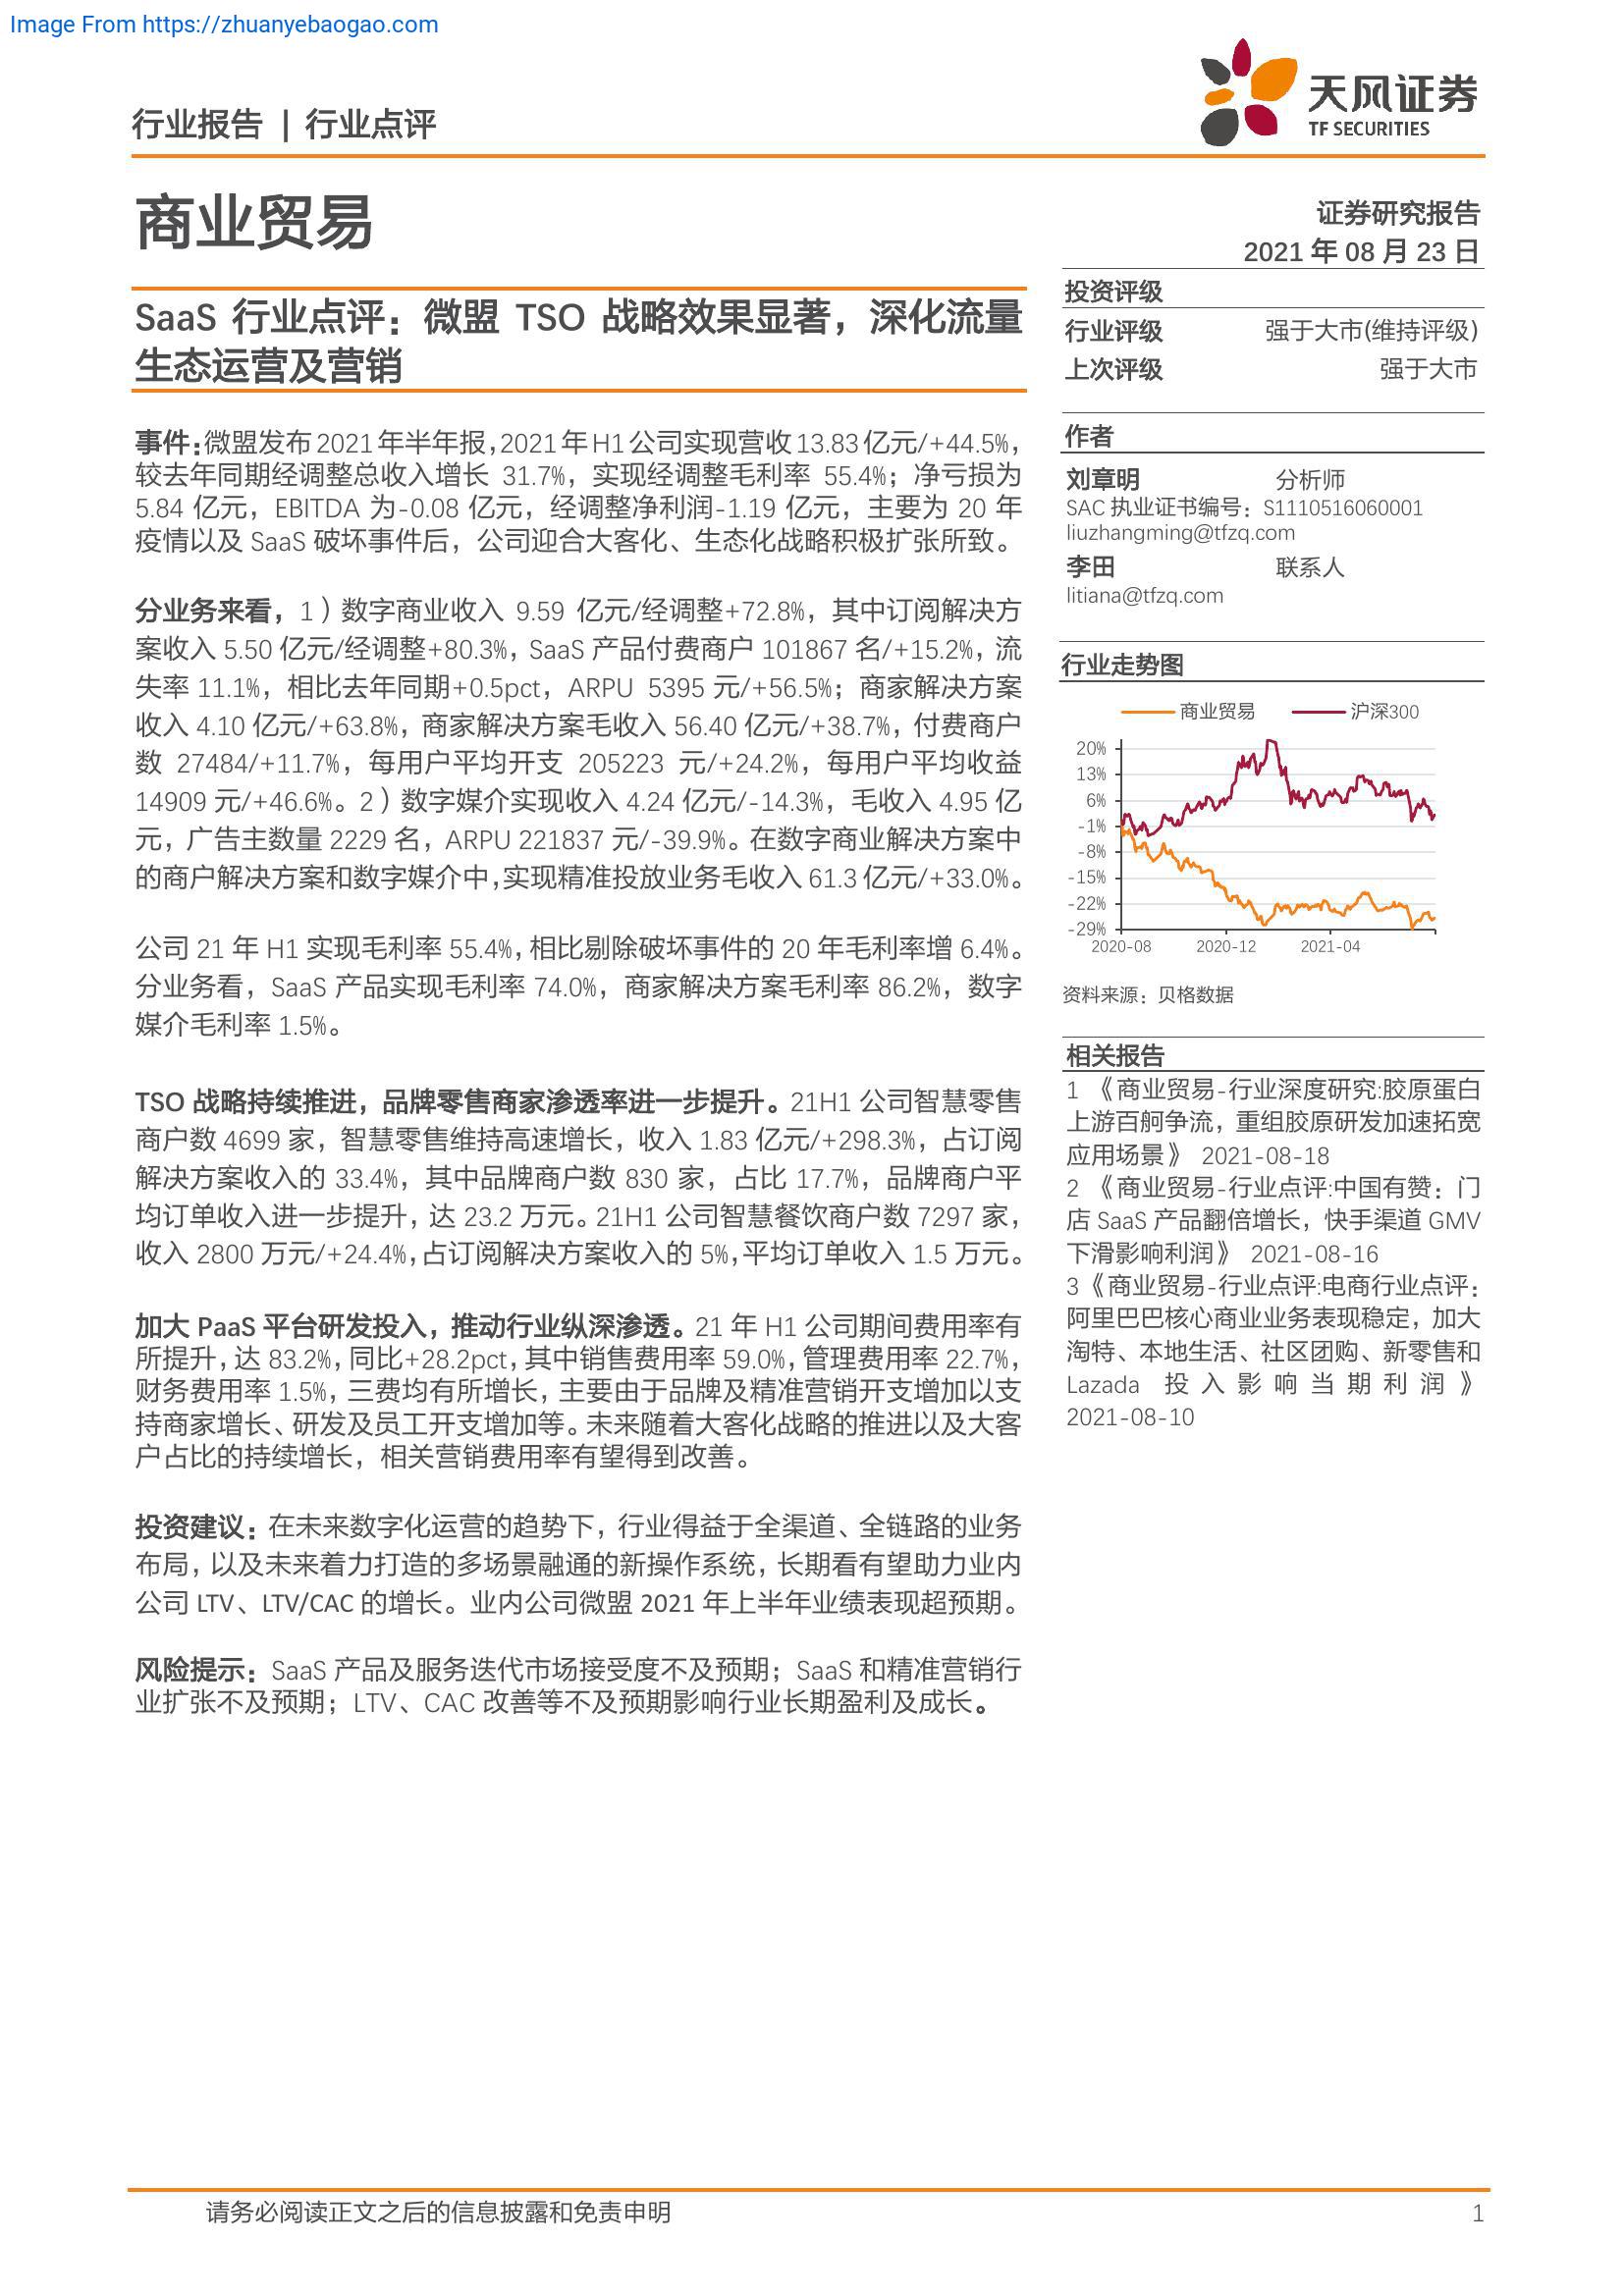 Image From https://zhuanyebaogao.com
行业报告 | 行业点评
天风证券
TF SECURITIES
商业贸易
证券研究报告
2021 年 08 月 23 日
SaaS 行业点评：微盟 TSO 战略效果显著，深化流量
生态运营及营销
事件：微盟发布 2021 年半年报，2021 年 H1 公司实现营收 13.83 亿元/+44.5%，
较去年同期经调整总收入增长 31.7%，实现经调整毛利率 55.4%；净亏损为
5.84 亿元，EBITDA 为-0.08 亿元，经调整净利润-1.19 亿元，主要为 20 年
疫情以及 SaaS 破坏事件后，公司迎合大客化、生态化战略积极扩张所致。
分业务来看，1）数字商业收入 9.59 亿元/经调整+72.8%，其中订阅解决方
案收入 5.50 亿元/经调整+80.3%，SaaS 产品付费商户 101867 名/+15.2%，流
失率 11.1%，相比去年同期+0.5pct，ARPU 5395 元/+56.5%；商家解决方案
收入 4.10 亿元/+63.8%，商家解决方案毛收入 56.40 亿元/+38.7%，付费商户
数 27484/+11.7%，每用户平均开支 205223 元/+24.2%，每用户平均收益
14909 元/+46.6%。2）数字媒介实现收入 4.24 亿元/-14.3%，毛收入 4.95 亿
元，广告主数量 2229 名，ARPU 221837 元/-39.9%。在数字商业解决方案中
的商户解决方案和数字媒介中，实现精准投放业务毛收入 61.3 亿元/+33.0%。
公司 21 年 H1 实现毛利率 55.4%，相比剔除破坏事件的 20 年毛利率增 6.4%。
分业务看，SaaS 产品实现毛利率 74.0%，商家解决方案毛利率 86.2%，数字
媒介毛利率 1.5%。
TSO 战略持续推进，品牌零售商家渗透率进一步提升。21H1 公司智慧零售
商户数 4699 家，智慧零售维持高速增长，收入 1.83 亿元/+298.3%，占订阅
解决方案收入的 33.4%，其中品牌商户数 830 家，占比 17.7%，品牌商户平
均订单收入进一步提升，达 23.2 万元。21H1 公司智慧餐饮商户数 7297 家，
收入 2800 万元/+24.4%，占订阅解决方案收入的 5%，平均订单收入 1.5 万元。
加大 PaaS 平台研发投入，推动行业纵深渗透。21 年 H1 公司期间费用率有
所提升，达 83.2%，同比+28.2pct，其中销售费用率 59.0%，管理费用率 22.7%，
财务费用率 1.5%，三费均有所增长，主要由于品牌及精准营销开支增加以支
持商家增长、研发及员工开支增加等。未来随着大客化战略的推进以及大客
户占比的持续增长，相关营销费用率有望得到改善。
投资建议：在未来数字化运营的趋势下，行业得益于全渠道、全链路的业务
布局，以及未来着力打造的多场景融通的新操作系统，长期看有望助力业内
公司 LTV、LTV/CAC 的增长。业内公司微盟 2021 年上半年业绩表现超预期。
风险提示：SaaS 产品及服务迭代市场接受度不及预期；SaaS 和精准营销行
业扩张不及预期；LTV、CAC 改善等不及预期影响行业长期盈利及成长。
投资评级
行业评级 强于大市(维持评级)
上次评级 强于大市
作者
刘章明 分析师
SAC 执业证书编号：S1110516060001
liuzhangming@tfzq.com
李田 联系人
litiana@tfzq.com
行业走势图
商业贸易 沪深300
20%
13%
6%
-1%
-8%
-15%
-22%
-29%
2020-08 2020-12 2021-04
资料来源：贝格数据
相关报告
1 《商业贸易-行业深度研究:胶原蛋白
上游百舸争流，重组胶原研发加速拓宽
应用场景》 2021-08-18
2 《商业贸易-行业点评:中国有赞：门
店 SaaS 产品翻倍增长，快手渠道 GMV
下滑影响利润》 2021-08-16
3《商业贸易-行业点评:电商行业点评：
阿里巴巴核心商业业务表现稳定，加大
淘特、本地生活、社区团购、新零售和
Lazada 投入影响当期利润》
2021-08-10
请务必阅读正文之后的信息披露和免责申明 1